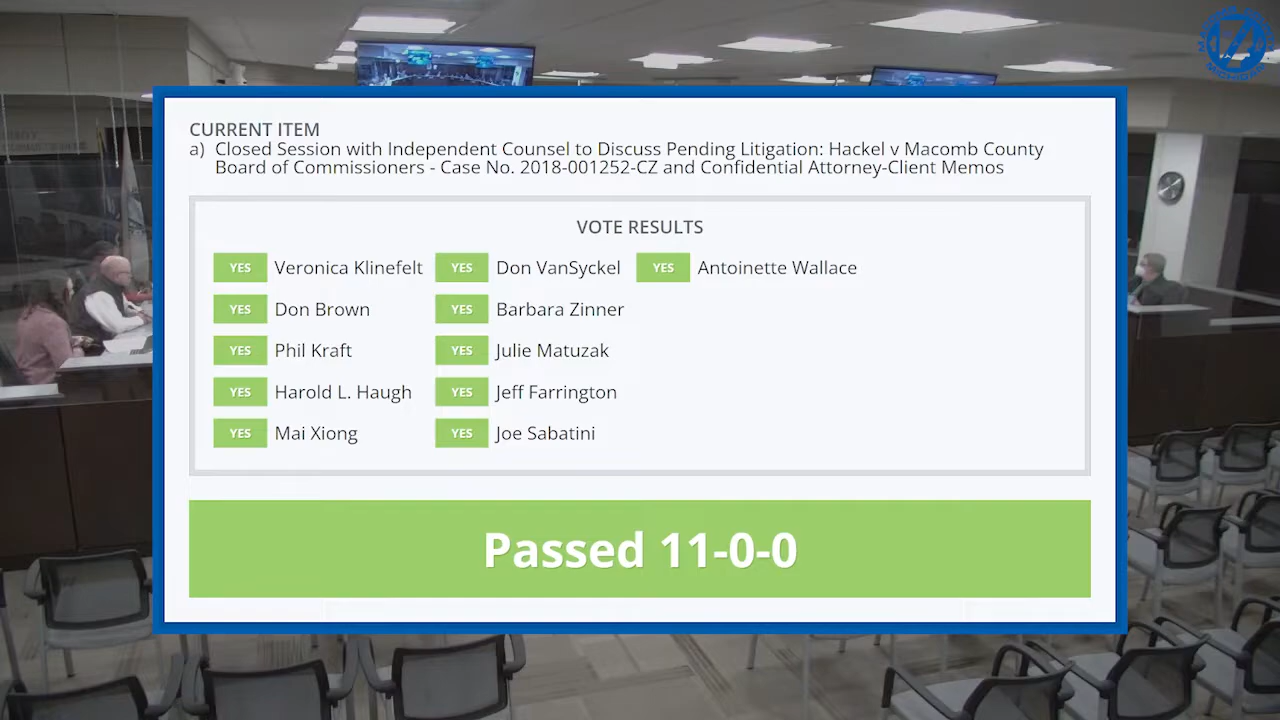 CURRENT ITEM
a) Closed Session with Independent Counsel to Discuss Pending Litigation: Hackel v Macomb County
Board of Commissioners - Case No. 2018-001252-CZ and Confidential Attorney-Client Memos
VOTE RESULTS
YES Veronica Klinefelt YES Don VanSyckel YES Antoinette Wallace
YES Don Brown YES Barbara Zinner
YES Phil Kraft YES Julie Matuzak
YES Harold L. Haugh YES Jeff Farrington
YES Mai Xiong YES Joe Sabatini
Passed 11-0-0